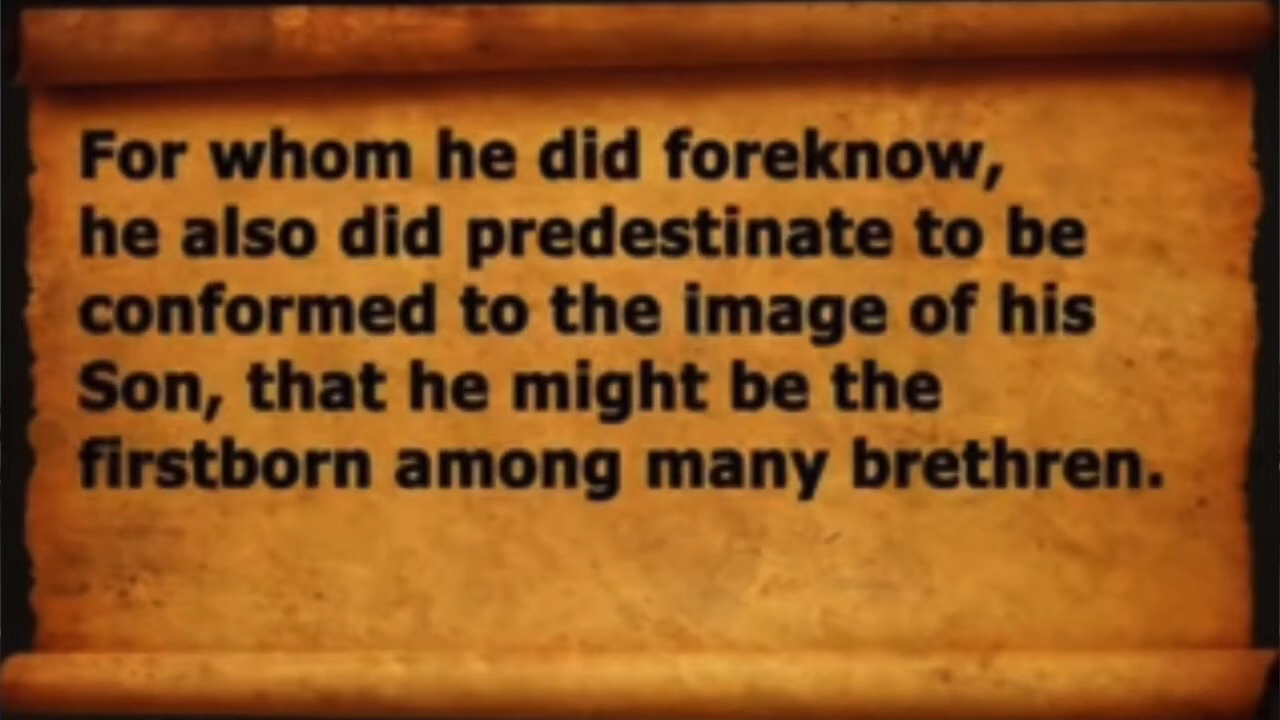 For whom he did foreknow,
he also did predestinate to be
conformed to the image of his
Son, that he might be the
firstborn among many brethren.